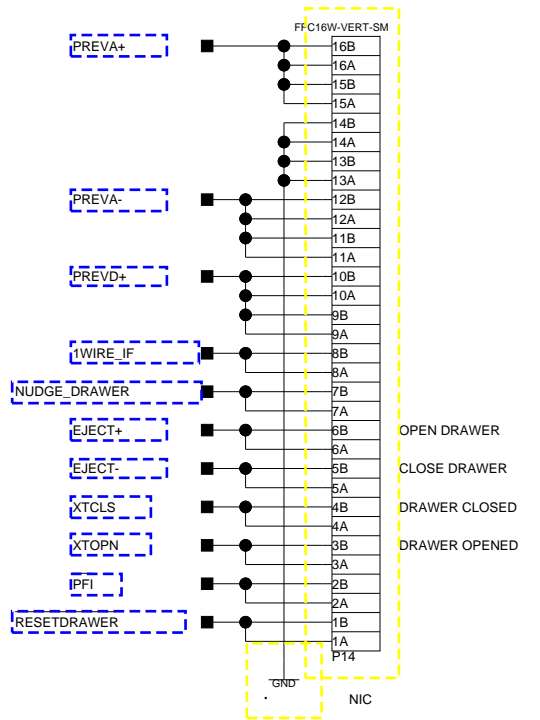 FFC16W-VERT-SM
PREVA+ 16B
16A
15B
15A
14B
14A
13B
13A
PREVA- 12B
12A
11B
11A
PREVD+ 10B
10A
9B
9A
1WIRE_IF 8B
8A
NUDGE_DRAWER 7B
7A
EJECT+ 6B OPEN DRAWER
6A
EJECT- 5B CLOSE DRAWER
5A
XTCLS 4B DRAWER CLOSED
4A
XTOPN 3B DRAWER OPENED
3A
PFI 2B
2A
RESETDRAWER 1B
1A
P14
GND
NIC